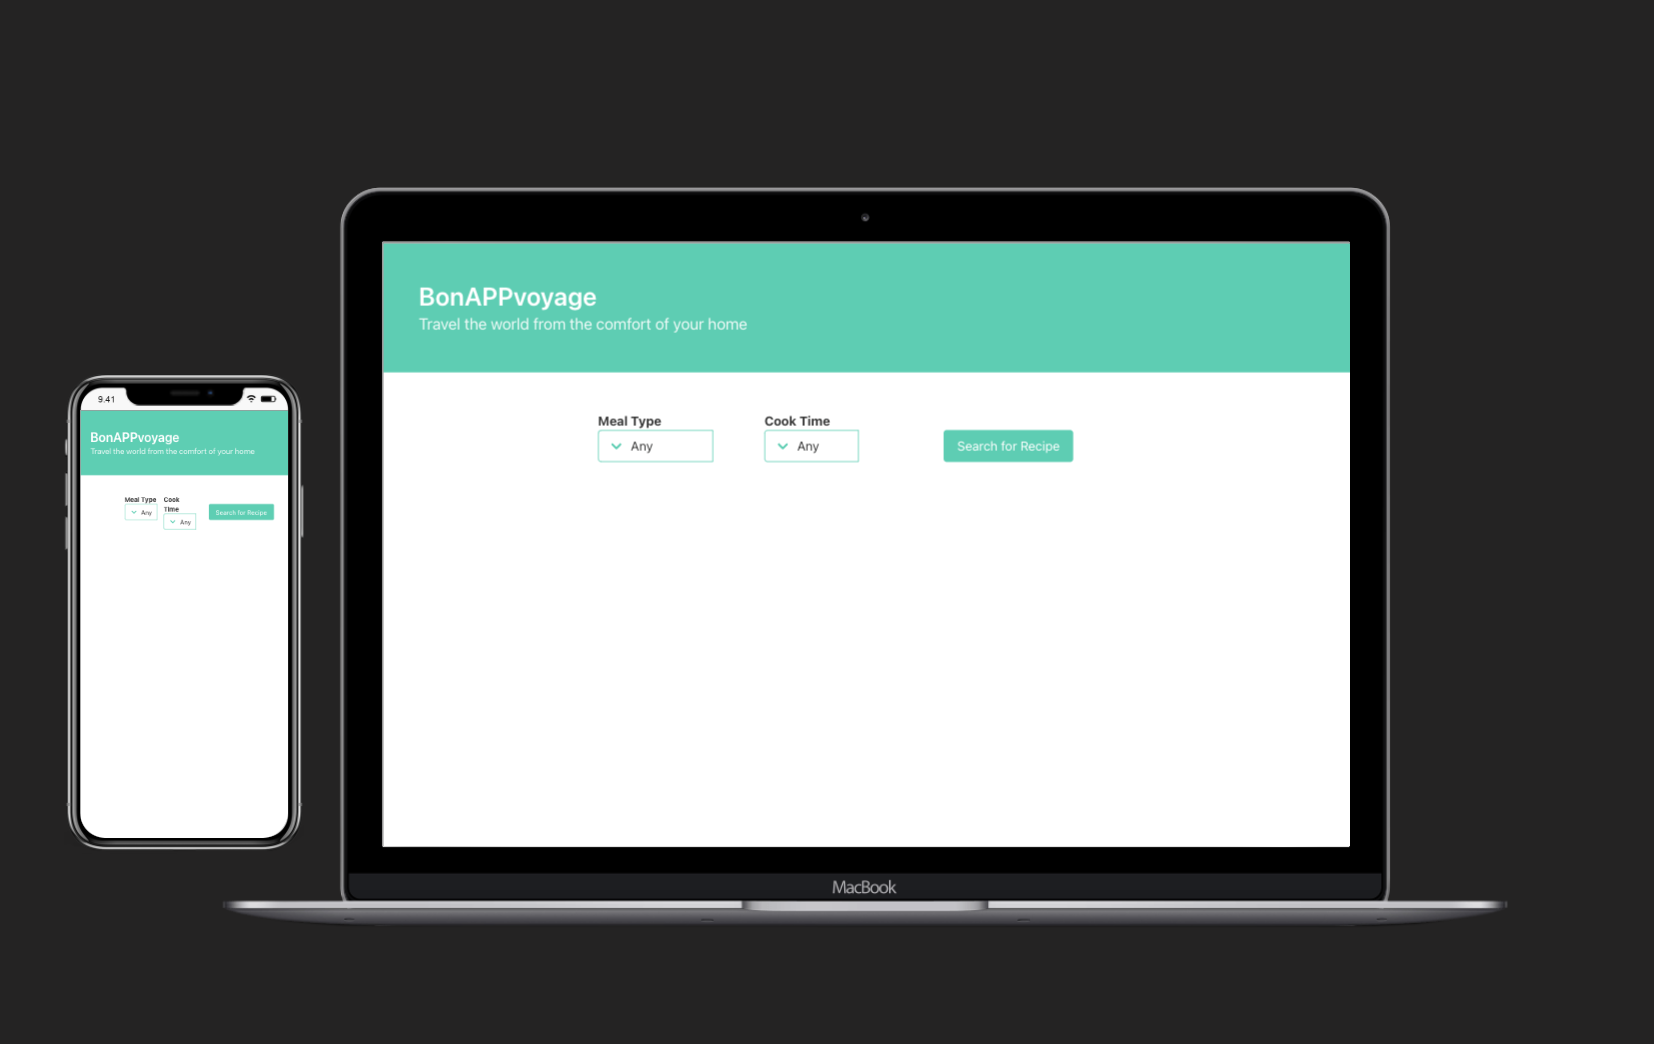 9.41
BonAPPvoyage
Travel the world from the comfort of your home
Meal Type
Cook
Time
Any
Any
Search for Recipe
BonAPPvoyage
Travel the world from the comfort of your home
Meal Type
Cook Time
Any
Any
Search for Recipe
MacBook